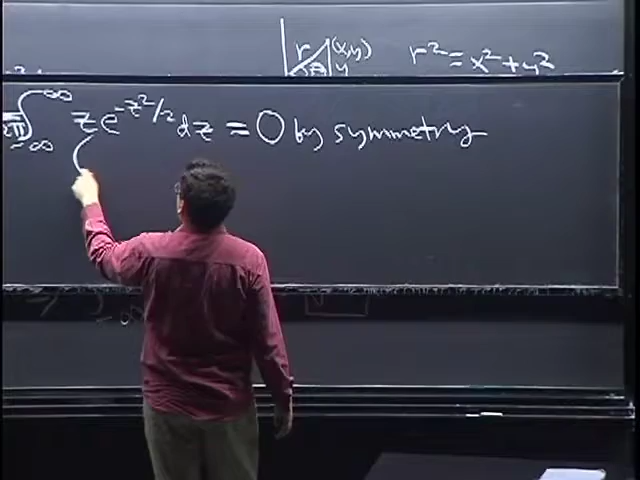 r (x,y) r² = x² + y²
θ y
∫_{-∞}^{∞} z e^{-z²/2} dz = 0 by symmetry